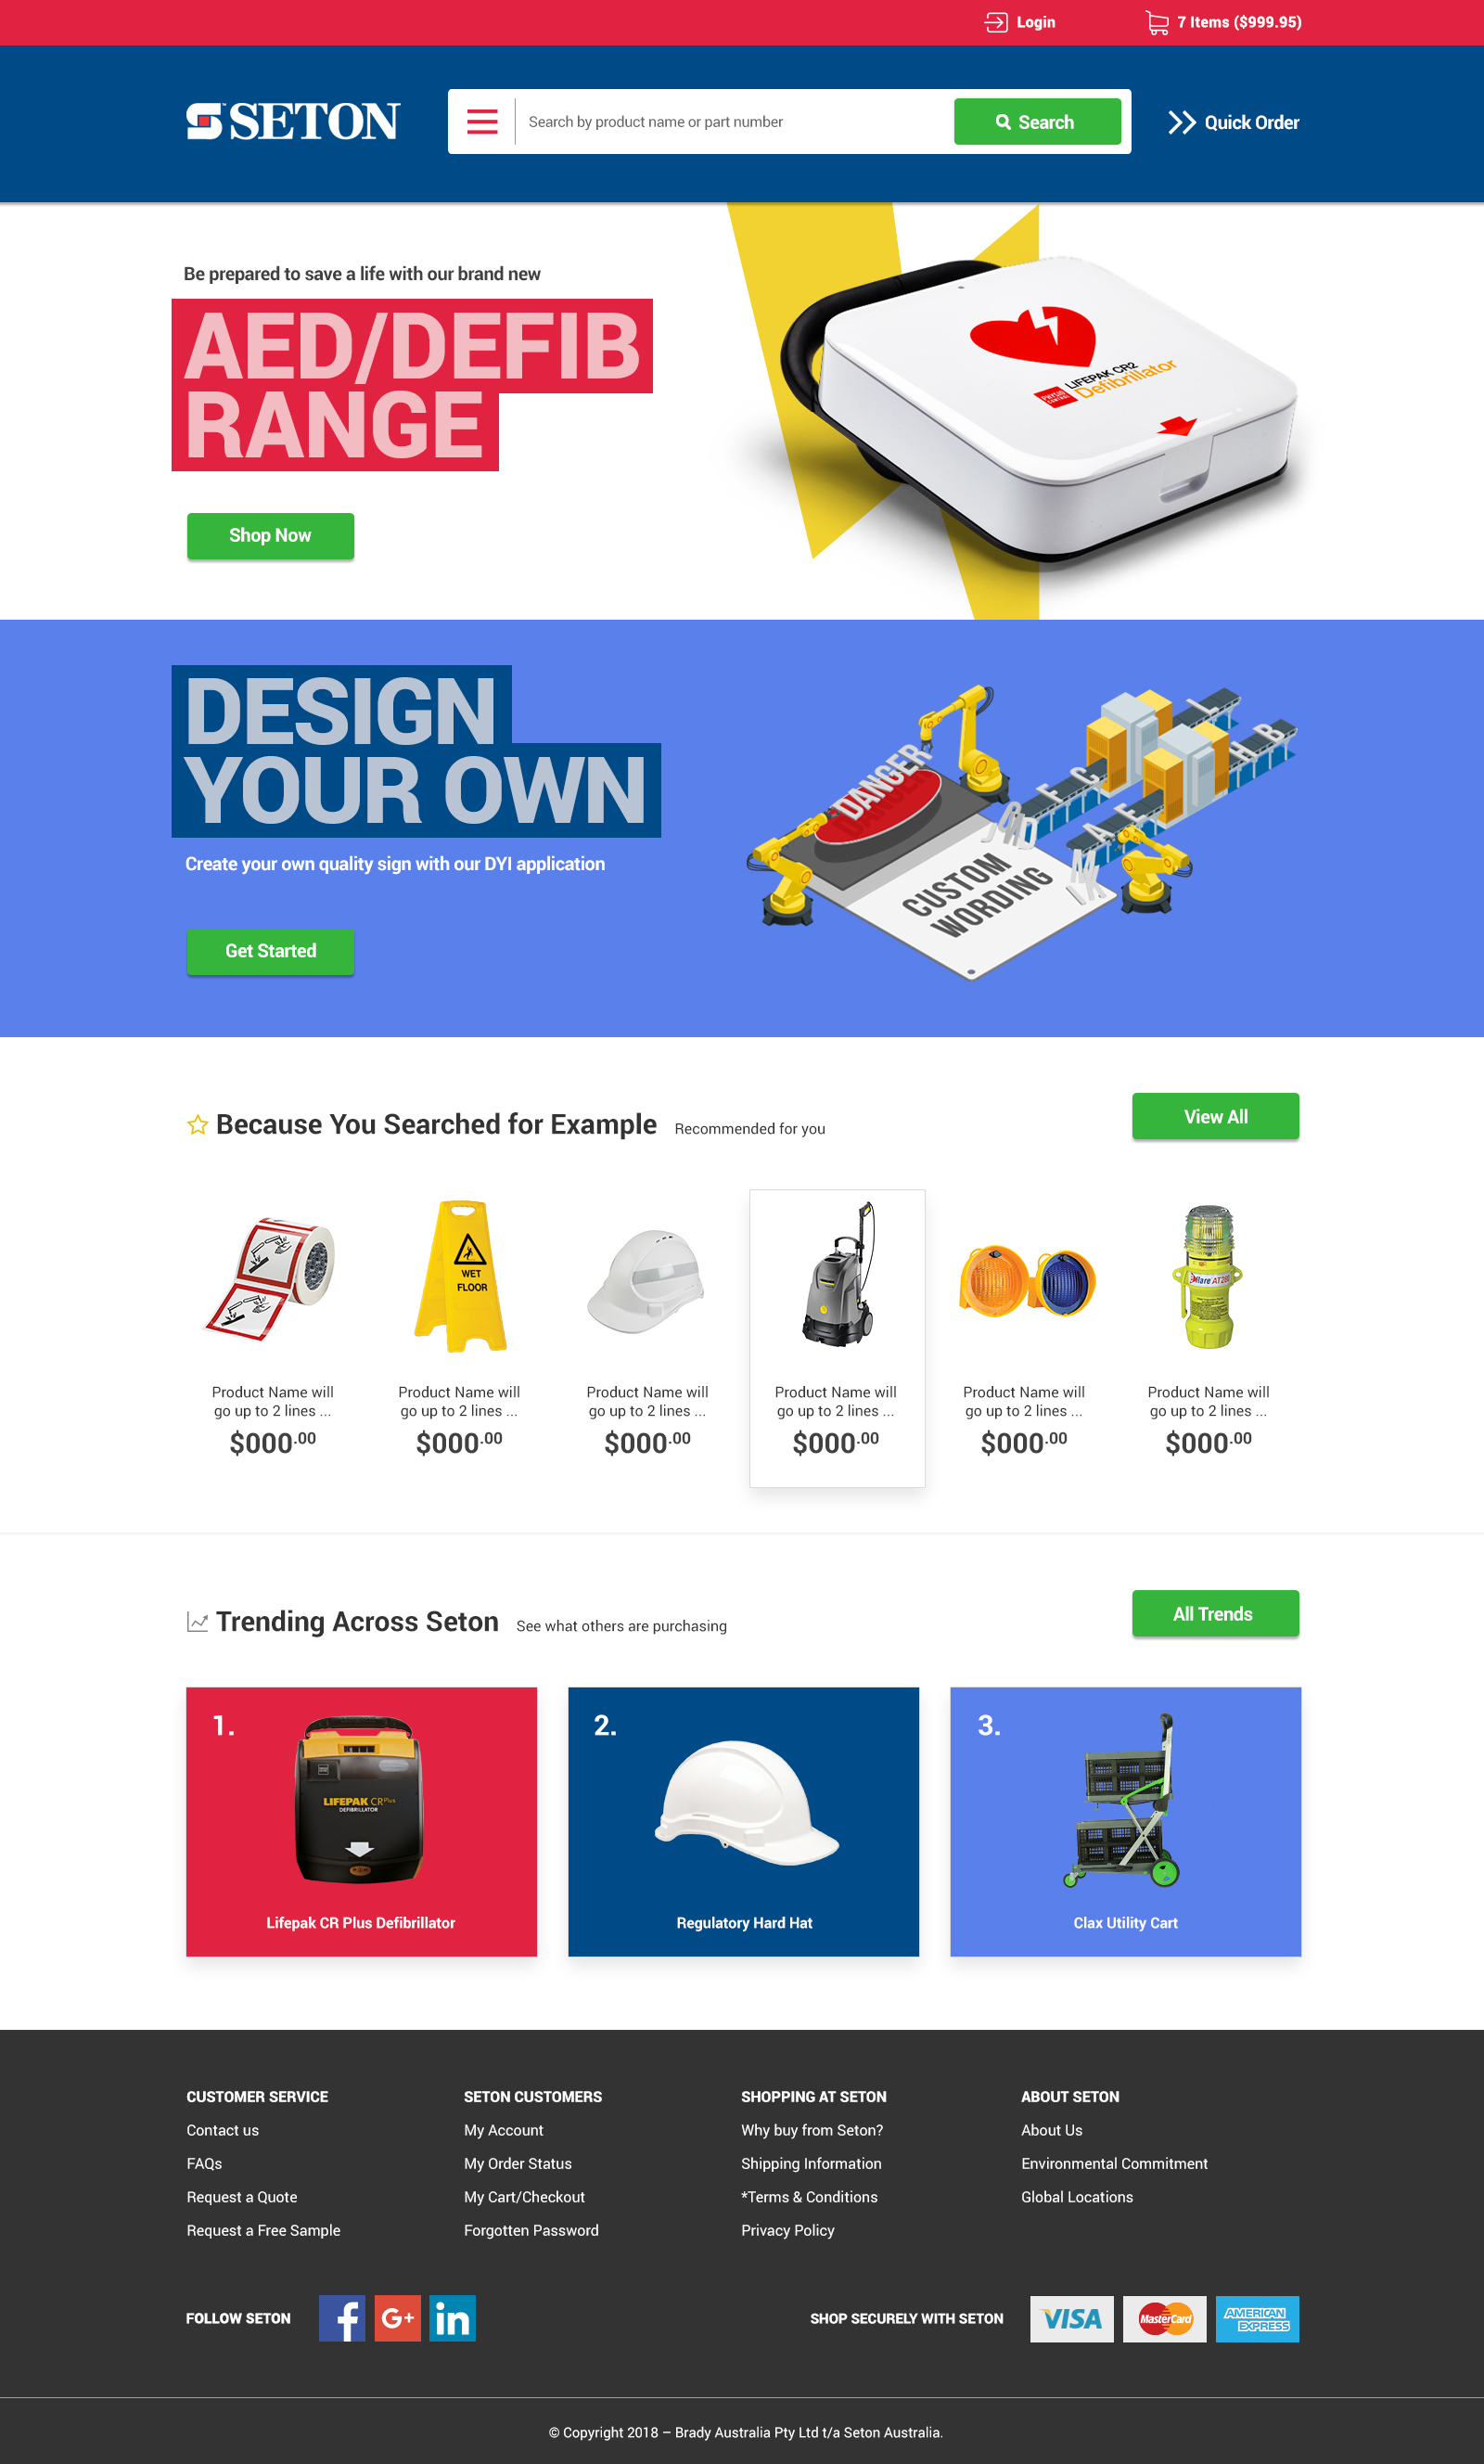 Login
7 Items ($999.95)
SETON
Search by product name or part number
Search
Quick Order
Be prepared to save a life with our brand new
AED/DEFIB
RANGE
Shop Now
LIFEPAK CR2
Defibrillator
PHYSIO
CONTROL
DESIGN
YOUR OWN
Create your own quality sign with our DYI application
Get Started
DANGER
CUSTOM
WORDING
Because You Searched for Example
Recommended for you
View All
WET
FLOOR
Product Name will
go up to 2 lines ...
$000.00
Product Name will
go up to 2 lines ...
$000.00
Product Name will
go up to 2 lines ...
$000.00
Product Name will
go up to 2 lines ...
$000.00
Product Name will
go up to 2 lines ...
$000.00
Product Name will
go up to 2 lines ...
$000.00
Trending Across Seton
See what others are purchasing
All Trends
1.
LIFEPAK CR Plus
DEFIBRILLATOR
Lifepak CR Plus Defibrillator
2.
Regulatory Hard Hat
3.
Clax Utility Cart
CUSTOMER SERVICE
Contact us
FAQs
Request a Quote
Request a Free Sample
SETON CUSTOMERS
My Account
My Order Status
My Cart/Checkout
Forgotten Password
SHOPPING AT SETON
Why buy from Seton?
Shipping Information
*Terms & Conditions
Privacy Policy
ABOUT SETON
About Us
Environmental Commitment
Global Locations
FOLLOW SETON
f
G+
in
SHOP SECURELY WITH SETON
VISA
MasterCard
AMERICAN
EXPRESS
© Copyright 2018 – Brady Australia Pty Ltd t/a Seton Australia.